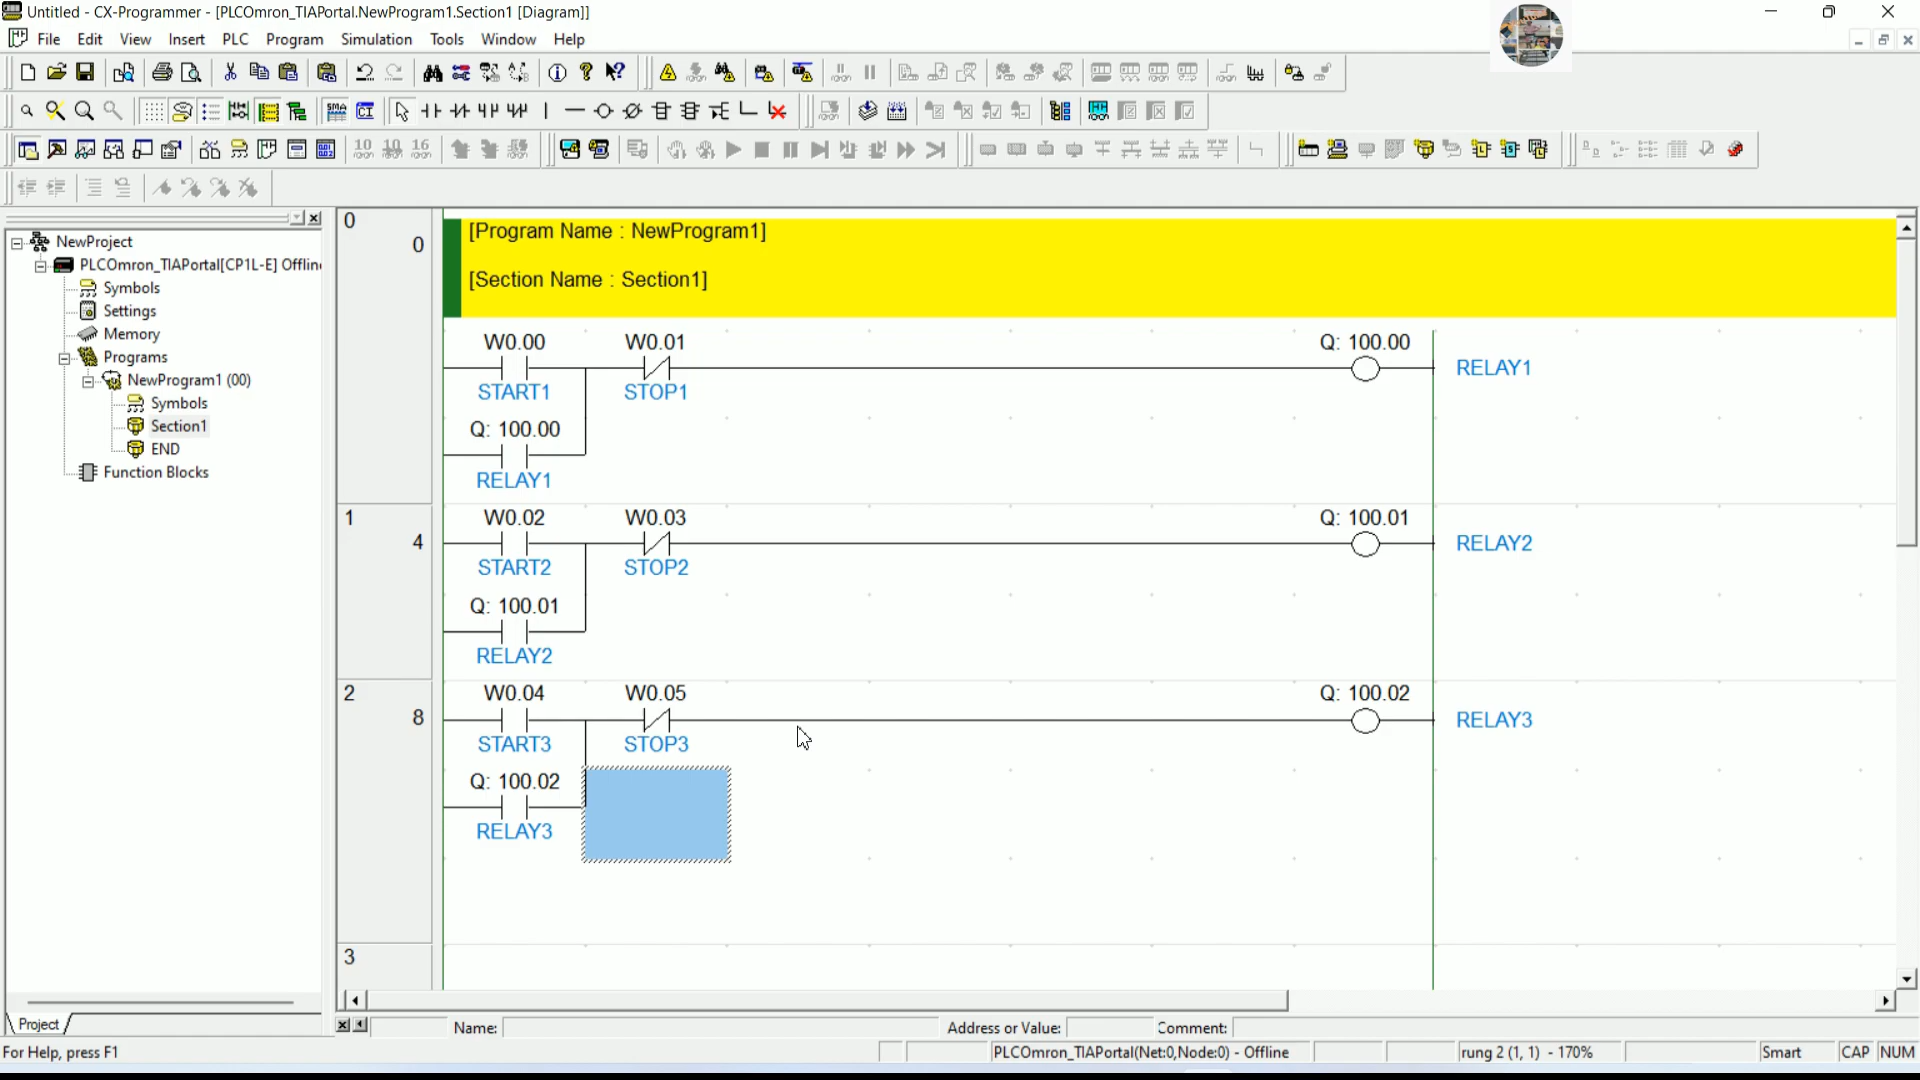 Untitled - CX-Programmer - [PLCOmron_TIAPortal.NewProgram1.Section1 [Diagram]]
File Edit View Insert PLC Program Simulation Tools Window Help
NewProject
PLCOmron_TIAPortal[CP1L-E] Offlin
Symbols
Settings
Memory
Programs
NewProgram1 (00)
Symbols
Section1
END
Function Blocks
Project
0
0
[Program Name : NewProgram1]
[Section Name : Section1]
W0.00 W0.01 Q: 100.00
RELAY1
START1 STOP1
Q: 100.00
RELAY1
1
4
W0.02 W0.03 Q: 100.01
RELAY2
START2 STOP2
Q: 100.01
RELAY2
2
8
W0.04 W0.05 Q: 100.02
RELAY3
START3 STOP3
Q: 100.02
RELAY3
3
Name: Address or Value: Comment:
For Help, press F1 PLCOmron_TIAPortal(Net:0,Node:0) - Offline rung 2 (1, 1) - 170% Smart CAP NUM